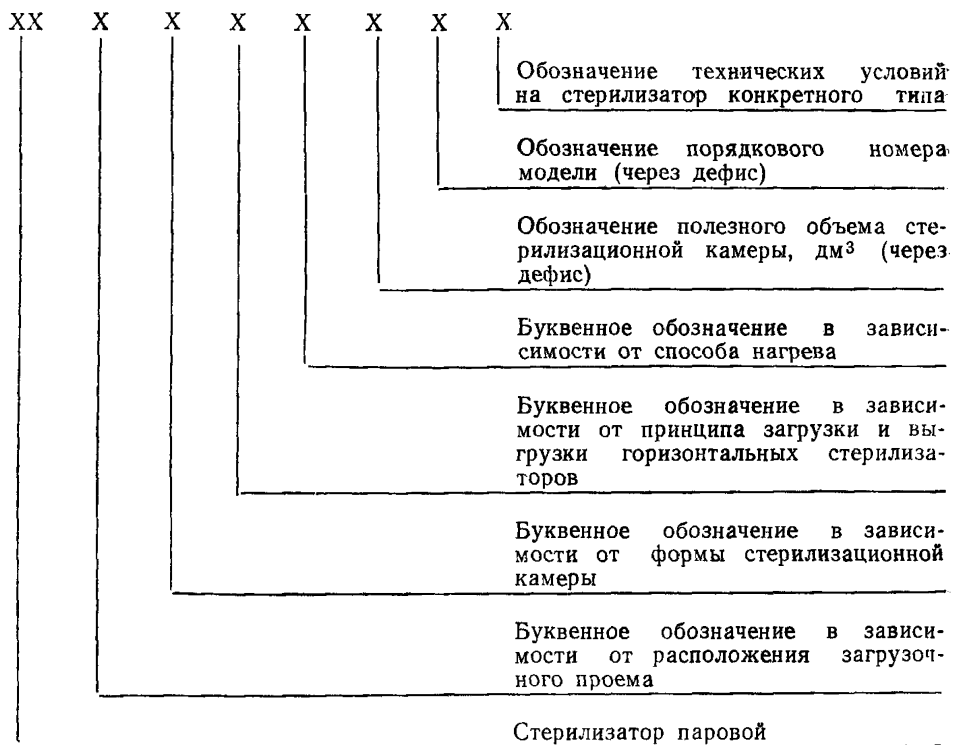 XX X X X X X X X
Обозначение технических условий
на стерилизатор конкретного типа
Обозначение порядкового номера
модели (через дефис)
Обозначение полезного объема сте-
рилизационной камеры, дм³ (через
дефис)
Буквенное обозначение в зависи-
симости от способа нагрева
Буквенное обозначение в зависи-
мости от принципа загрузки и вы-
грузки горизонтальных стерилиза-
торов
Буквенное обозначение в зависи-
мости от формы стерилизационной
камеры
Буквенное обозначение в зависи-
мости от расположения загрузоч-
ного проема
Стерилизатор паровой